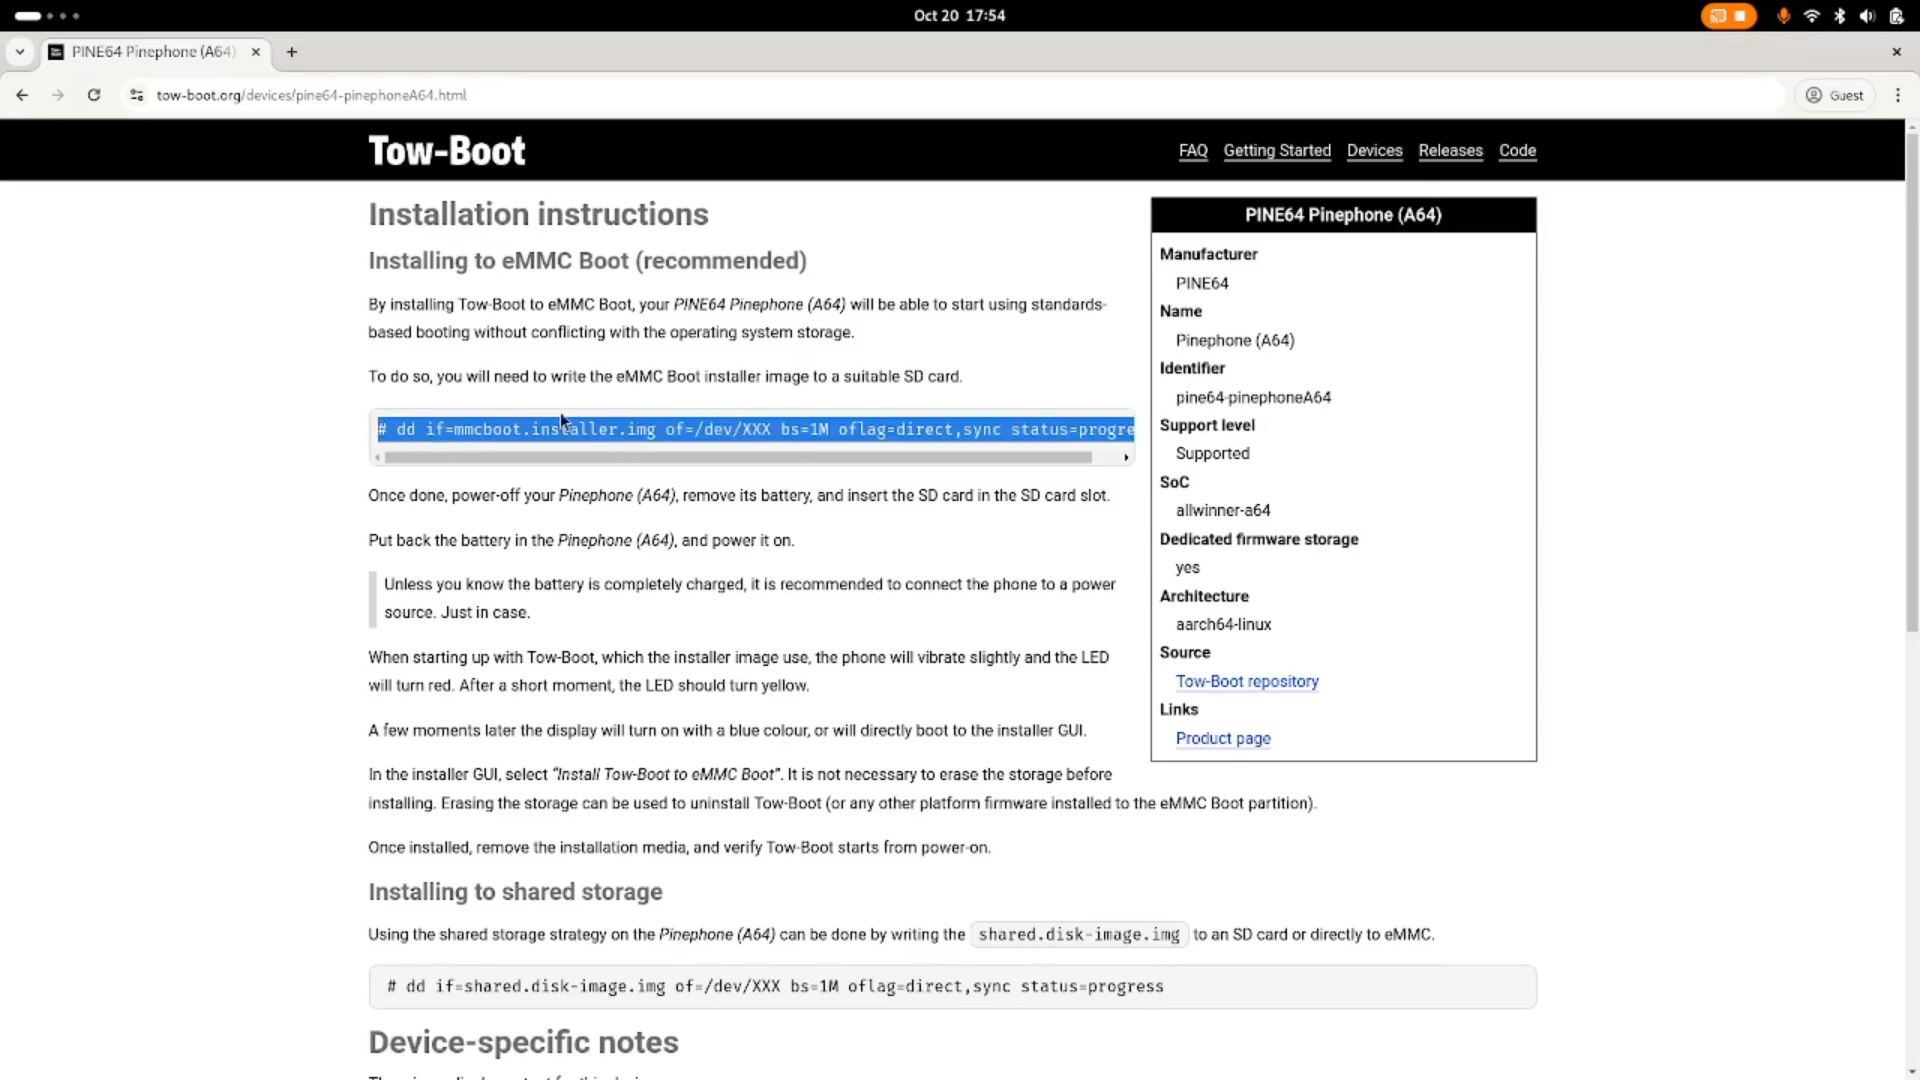 Oct 20 17:54
PINE64 Pinephone (A64)
tow-boot.org/devices/pine64-pinephoneA64.html
Guest
Tow-Boot
FAQ Getting Started Devices Releases Code
Installation instructions
Installing to eMMC Boot (recommended)
By installing Tow-Boot to eMMC Boot, your PINE64 Pinephone (A64) will be able to start using standards-
based booting without conflicting with the operating system storage.
To do so, you will need to write the eMMC Boot installer image to a suitable SD card.
# dd if=mmcboot.installer.img of=/dev/XXX bs=1M oflag=direct,sync status=progre
Once done, power-off your Pinephone (A64), remove its battery, and insert the SD card in the SD card slot.
Put back the battery in the Pinephone (A64), and power it on.
Unless you know the battery is completely charged, it is recommended to connect the phone to a power
source. Just in case.
When starting up with Tow-Boot, which the installer image use, the phone will vibrate slightly and the LED
will turn red. After a short moment, the LED should turn yellow.
A few moments later the display will turn on with a blue colour, or will directly boot to the installer GUI.
In the installer GUI, select “Install Tow-Boot to eMMC Boot”. It is not necessary to erase the storage before
installing. Erasing the storage can be used to uninstall Tow-Boot (or any other platform firmware installed to the eMMC Boot partition).
Once installed, remove the installation media, and verify Tow-Boot starts from power-on.
Installing to shared storage
Using the shared storage strategy on the Pinephone (A64) can be done by writing the shared.disk-image.img to an SD card or directly to eMMC.
# dd if=shared.disk-image.img of=/dev/XXX bs=1M oflag=direct,sync status=progress
Device-specific notes
PINE64 Pinephone (A64)
Manufacturer
PINE64
Name
Pinephone (A64)
Identifier
pine64-pinephoneA64
Support level
Supported
SoC
allwinner-a64
Dedicated firmware storage
yes
Architecture
aarch64-linux
Source
Tow-Boot repository
Links
Product page